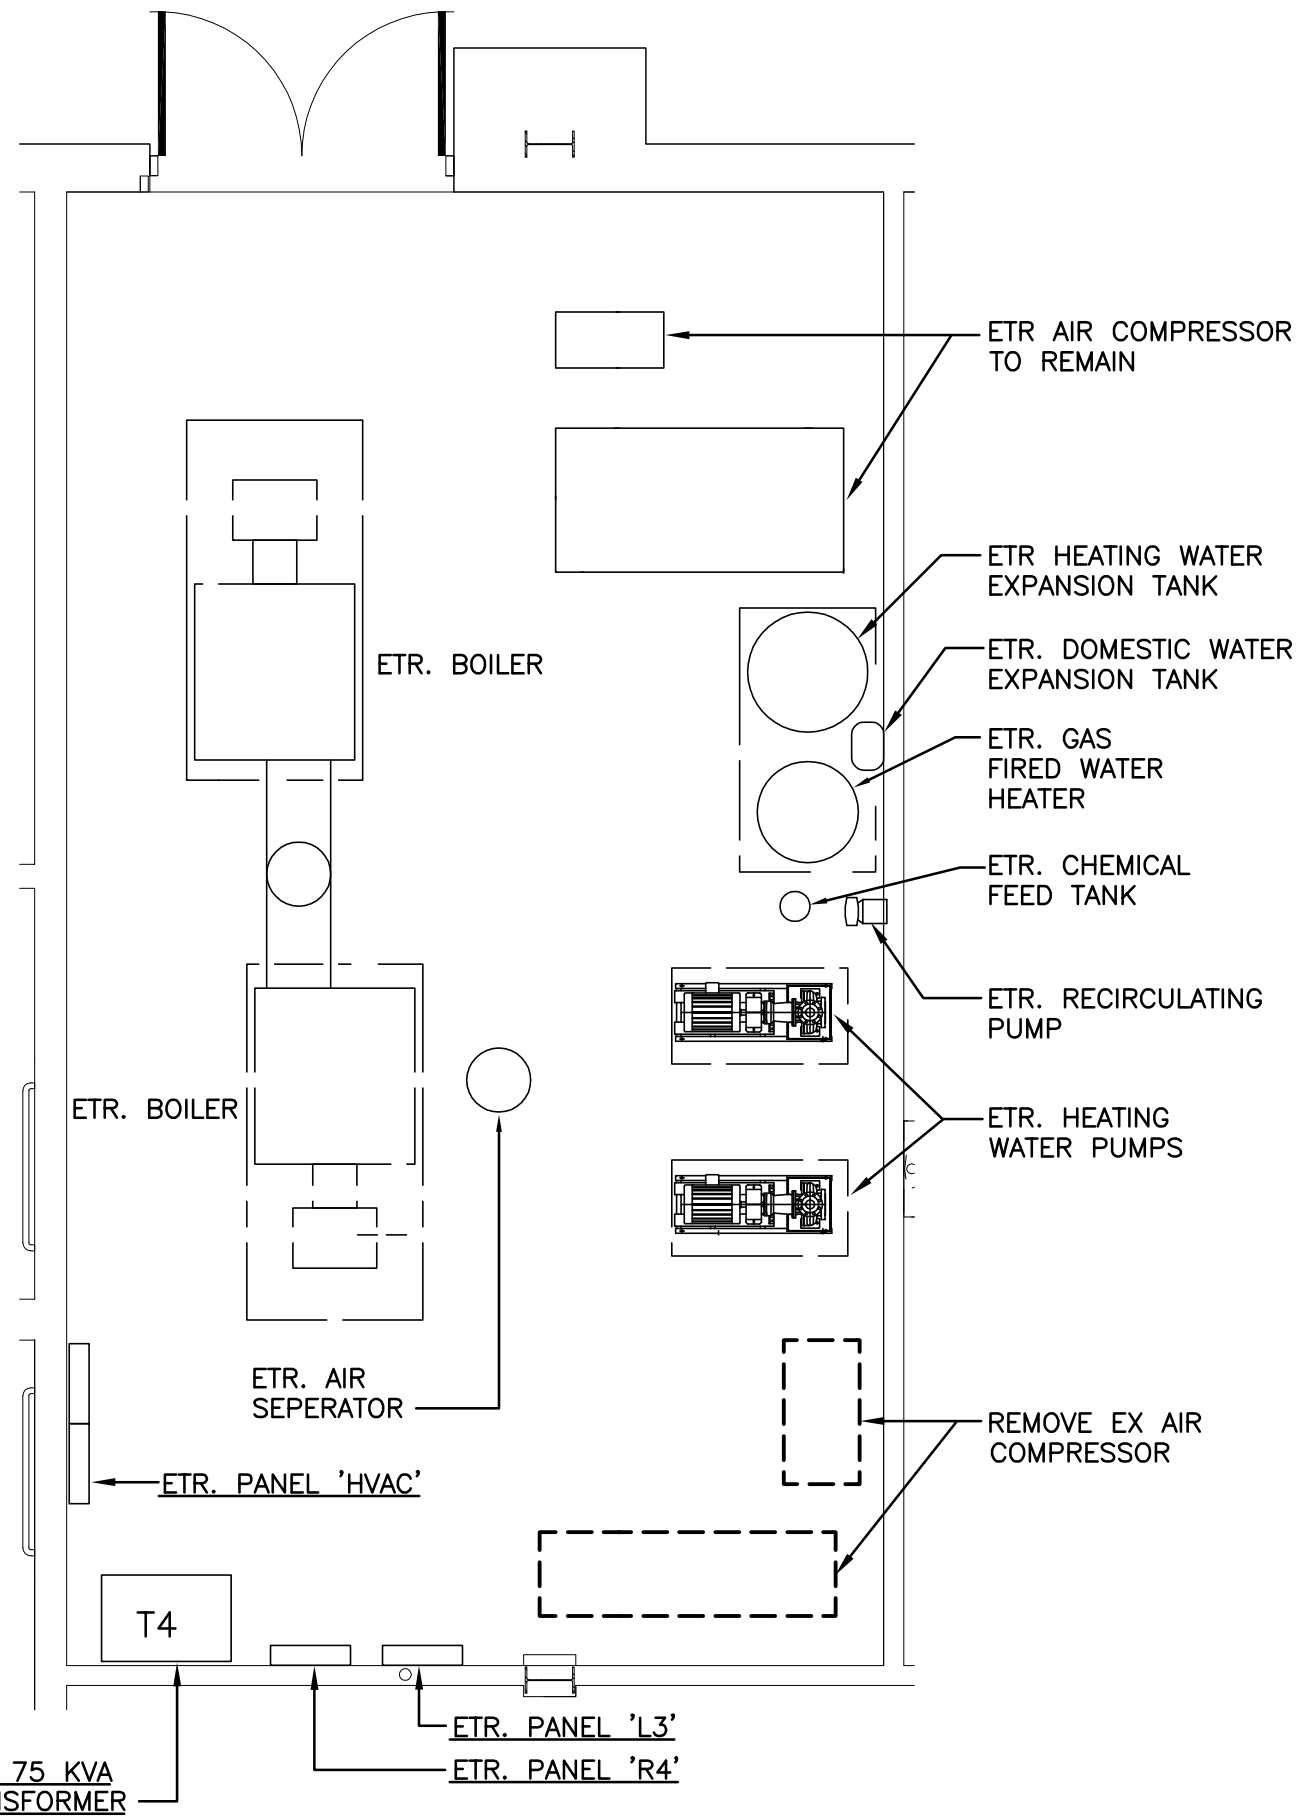 ETR AIR COMPRESSOR
TO REMAIN
ETR HEATING WATER
EXPANSION TANK
ETR. BOILER
ETR. DOMESTIC WATER
EXPANSION TANK
ETR. GAS
FIRED WATER
HEATER
ETR. CHEMICAL
FEED TANK
ETR. RECIRCULATING
PUMP
ETR. BOILER
ETR. HEATING
WATER PUMPS
ETR. AIR
SEPERATOR
REMOVE EX AIR
COMPRESSOR
ETR. PANEL 'HVAC'
T4
ETR. PANEL 'L3'
ETR. PANEL 'R4'
75 KVA
NSFORMER